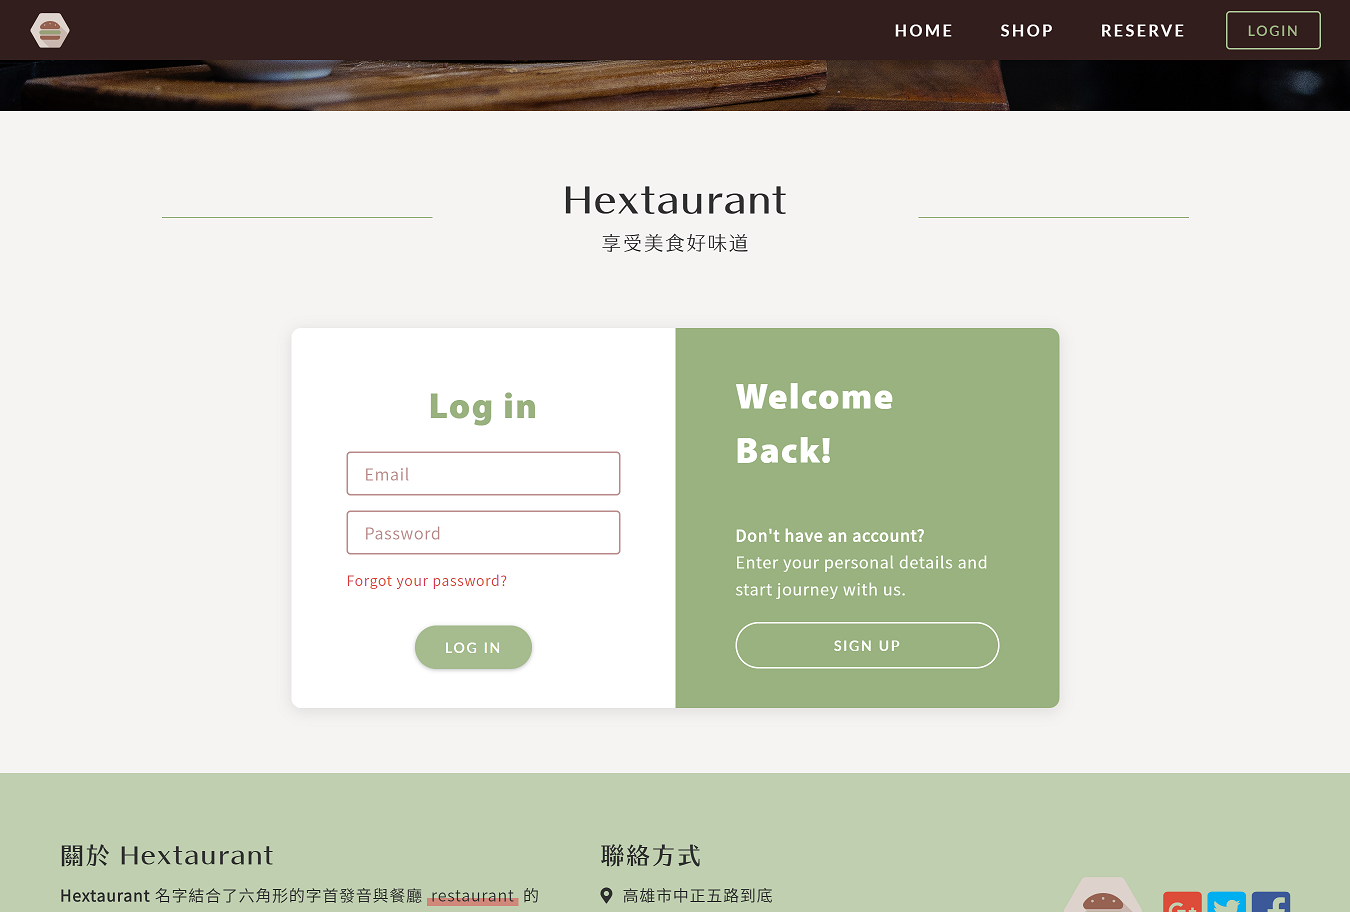 HOME SHOP RESERVE LOGIN
Hextaurant
享受美食好味道
Log in
Email
Password
Forgot your password?
LOG IN
Welcome
Back!
Don't have an account?
Enter your personal details and
start journey with us.
SIGN UP
關於 Hextaurant
Hextaurant 名字結合了六角形的字首發音與餐廳 restaurant 的
聯絡方式
高雄市中正五路到底
G+